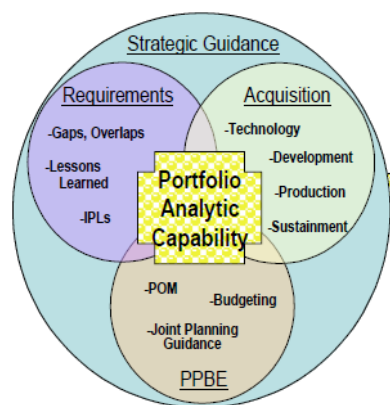 Strategic Guidance
Requirements
-Gaps, Overlaps
-Lessons
Learned
-IPLs
Acquisition
-Technology
-Development
-Production
-Sustainment
Portfolio
Analytic
Capability
-POM
-Budgeting
-Joint Planning
Guidance
PPBE